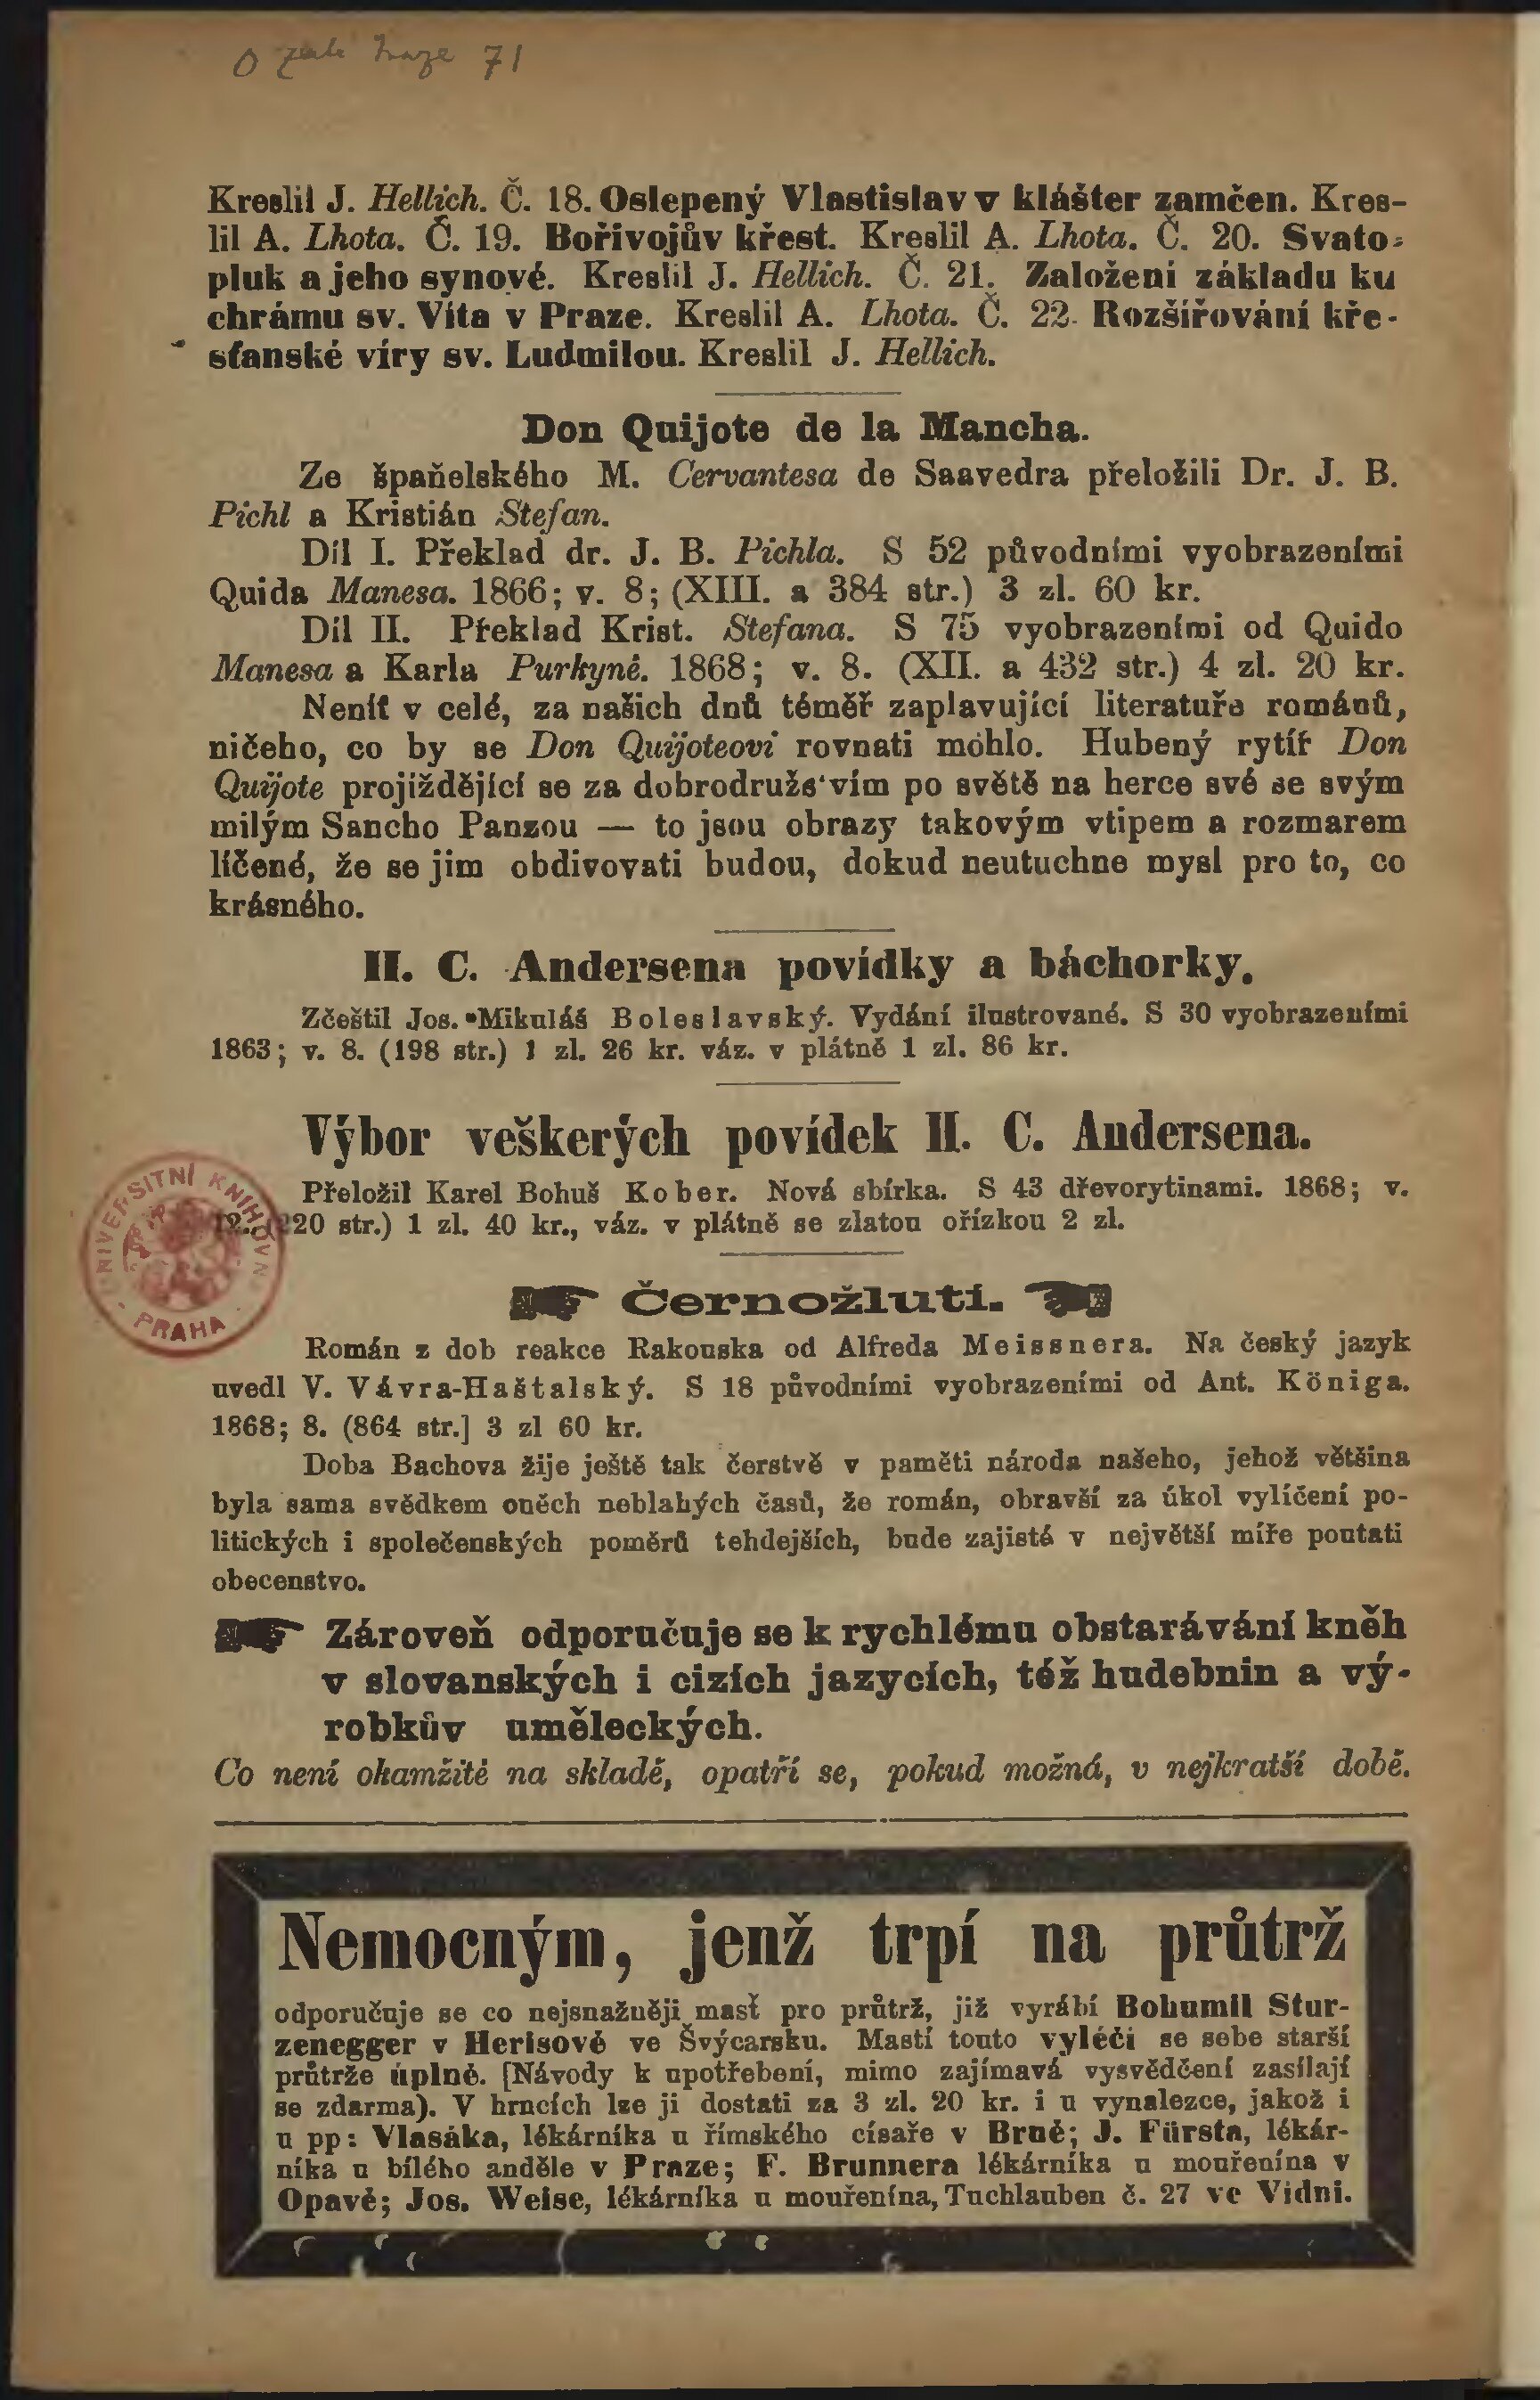 O 71
Kreslil J. Hellich. Č. 18. Oslepený Vlastislav v klášter zamčen. Kres-
lil A. Lhota. Č. 19. Bořivojův křest. Kreslil A. Lhota. Č. 20. Svato-
pluk a jeho synové. Kreslil J. Hellich. Č. 21. Založeni základu ku
chrámu sv. Víta v Praze. Kreslil A. Lhota. Č. 22. Rozšiřování kře-
sťanské víry sv. Ludmilou. Kreslil J. Hellich.
Don Quijote de la Mancha.
Ze španělského M. Cervantesa de Saavedra přeložili Dr. J. B.
Pichl a Kristián Stefan.
Díl I. Překlad dr. J. B. Pichla. S 52 původními vyobrazeními
Quida Manesa. 1866; v. 8; (XIII. a 384 str.) 3 zl. 60 kr.
Díl II. Překlad Krist. Stefana. S 75 vyobrazeními od Quido
Manesa a Karla Purkyně. 1868; v. 8. (XII. a 432 str.) 4 zl. 20 kr.
Neníť v celé, za našich dnů téměř zaplavující literatuře románů,
ničeho, co by se Don Quijoteovi rovnati mohlo. Hubený rytíř Don
Quijote projiždějící se za dobrodružs'vím po světě na herce své se svým
milým Sancho Panzou — to jsou obrazy takovým vtipem a rozmarem
líčené, že se jim obdivovati budou, dokud neutuchne mysl pro to, co
krásného.
H. C. Andersena povídky a báchorky.
Zčeštil Jos. Mikuláš Boleslavský. Vydání ilustrované. S 30 vyobrazeními
1863; v. 8. (198 str.) 1 zl. 26 kr. váz. v plátně 1 zl. 86 kr.
Výbor veškerých povídek H. C. Andersena.
Přeložil Karel Bohuš Kober. Nová sbírka. S 43 dřevorytinami. 1868; v.
12. (220 str.) 1 zl. 40 kr., váz. v plátně se zlatou ořízkou 2 zl.
UNIVERSITNÍ KNIHOVNA
PRAHA
Černožlutí.
Román z dob reakce Rakouska od Alfreda Meissnera. Na český jazyk
uvedl V. Vávra-Haštalský. S 18 původními vyobrazeními od Ant. Königa.
1868; 8. (864 str.] 3 zl 60 kr.
Doba Bachova žije ještě tak čerstvě v paměti národa našeho, jehož většina
byla sama svědkem oněch neblahých časů, že román, obravší za úkol vylíčení po-
litických i společenských poměrů tehdejších, bude zajisté v největší míře poutati
obecenstvo.
Zároveň odporučuje se k rychlému obstarávání kněh
v slovanských i cizích jazycích, též hudebnin a vý-
robkův uměleckých.
Co není okamžitě na skladě, opatří se, pokud možná, v nejkratší době.
Nemocným, jenž trpí na průtrž
odporučuje se co nejsnažněji masť pro průtrž, již vyrábí Bohumil Stur-
zenegger v Herisově ve Švýcarsku. Mastí touto vyléčí se sebe starší
průtrže úplně. [Návody k upotřebení, mimo zajímavá vysvědčení zasílají
se zdarma). V hrncích lze ji dostati za 3 zl. 20 kr. i u vynalezce, jakož i
u pp: Vlasáka, lékárníka u římského císaře v Brně; J. Fürsta, lékár-
níka u bílého anděle v Praze; F. Brunnera lékárníka u mouřenína v
Opavě; Jos. Weise, lékárníka u mouřenína, Tuchlauben č. 27 ve Vídni.